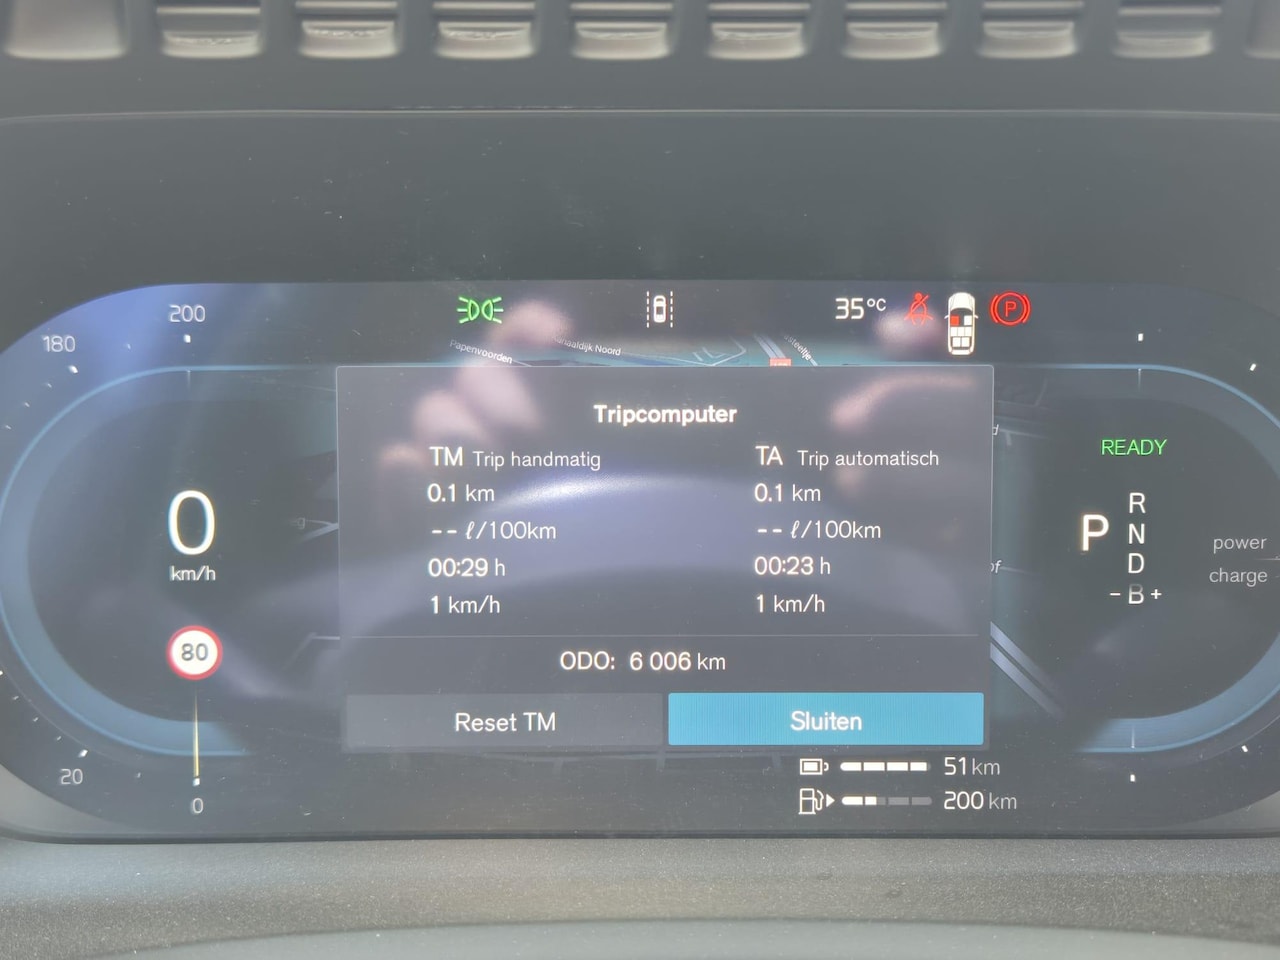 200
180
35°C
P
Papenvoorden
Kanaaldijk Noord
Tripcomputer
TM Trip handmatig
TA Trip automatisch
0.1 km
0.1 km
-- ℓ/100km
-- ℓ/100km
00:29 h
00:23 h
1 km/h
1 km/h
ODO: 6 006 km
Reset TM
Sluiten
0
km/h
80
20
0
READY
P
R
N
D
- B +
power
charge
51 km
200 km